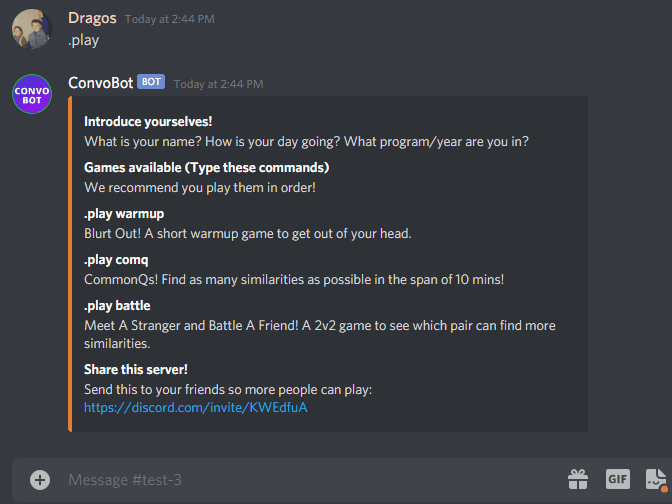 Dragos Today at 2:44 PM
.play
CONVO
BOT
ConvoBot BOT Today at 2:44 PM
Introduce yourselves!
What is your name? How is your day going? What program/year are you in?
Games available (Type these commands)
We recommend you play them in order!
.play warmup
Blurt Out! A short warmup game to get out of your head.
.play comq
CommonQs! Find as many similarities as possible in the span of 10 mins!
.play battle
Meet A Stranger and Battle A Friend! A 2v2 game to see which pair can find more
similarities.
Share this server!
Send this to your friends so more people can play:
https://discord.com/invite/KWEdfuA
Message #test-3
GIF